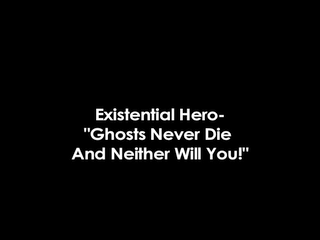 Existential Hero-
"Ghosts Never Die
And Neither Will You!"